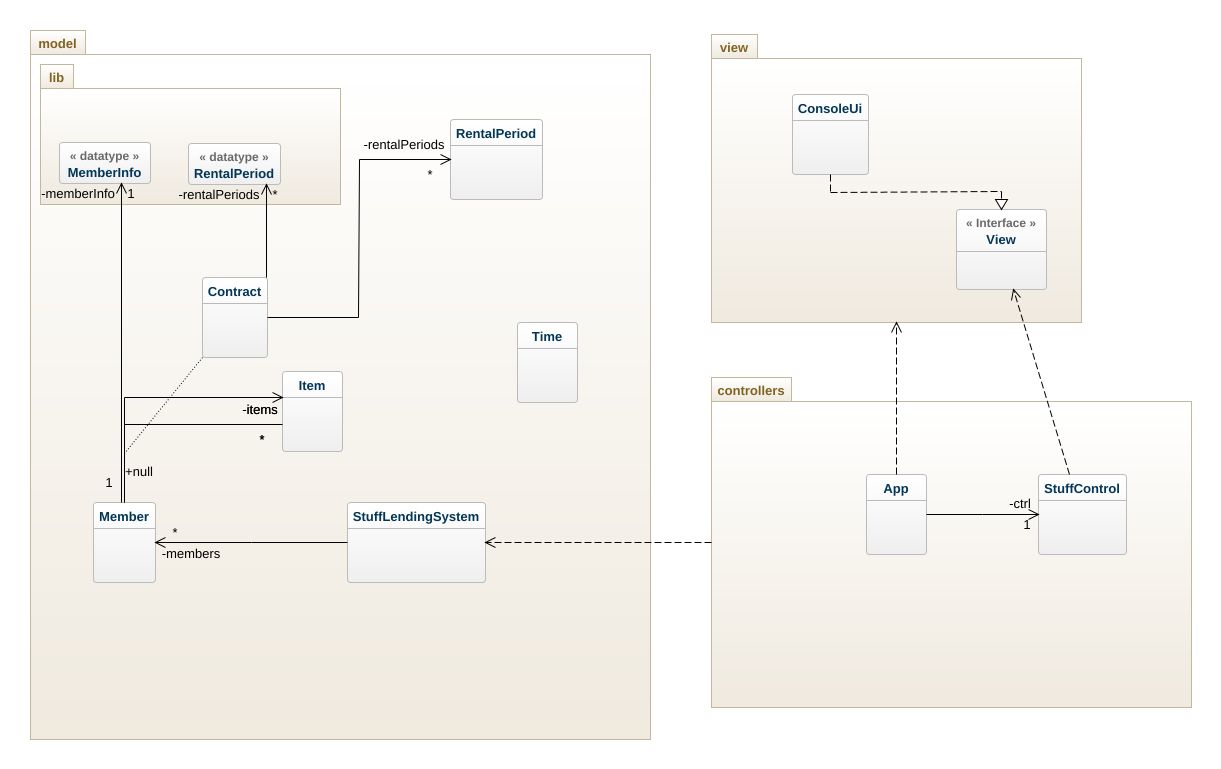 model
lib
« datatype »
MemberInfo
-memberInfo
1
« datatype »
RentalPeriod
-rentalPeriods
*
-rentalPeriods
*
RentalPeriod
Contract
Time
Item
-items
*
+null
1
Member
*
-members
StuffLendingSystem
view
ConsoleUi
« Interface »
View
controllers
App
-ctrl
1
StuffControl